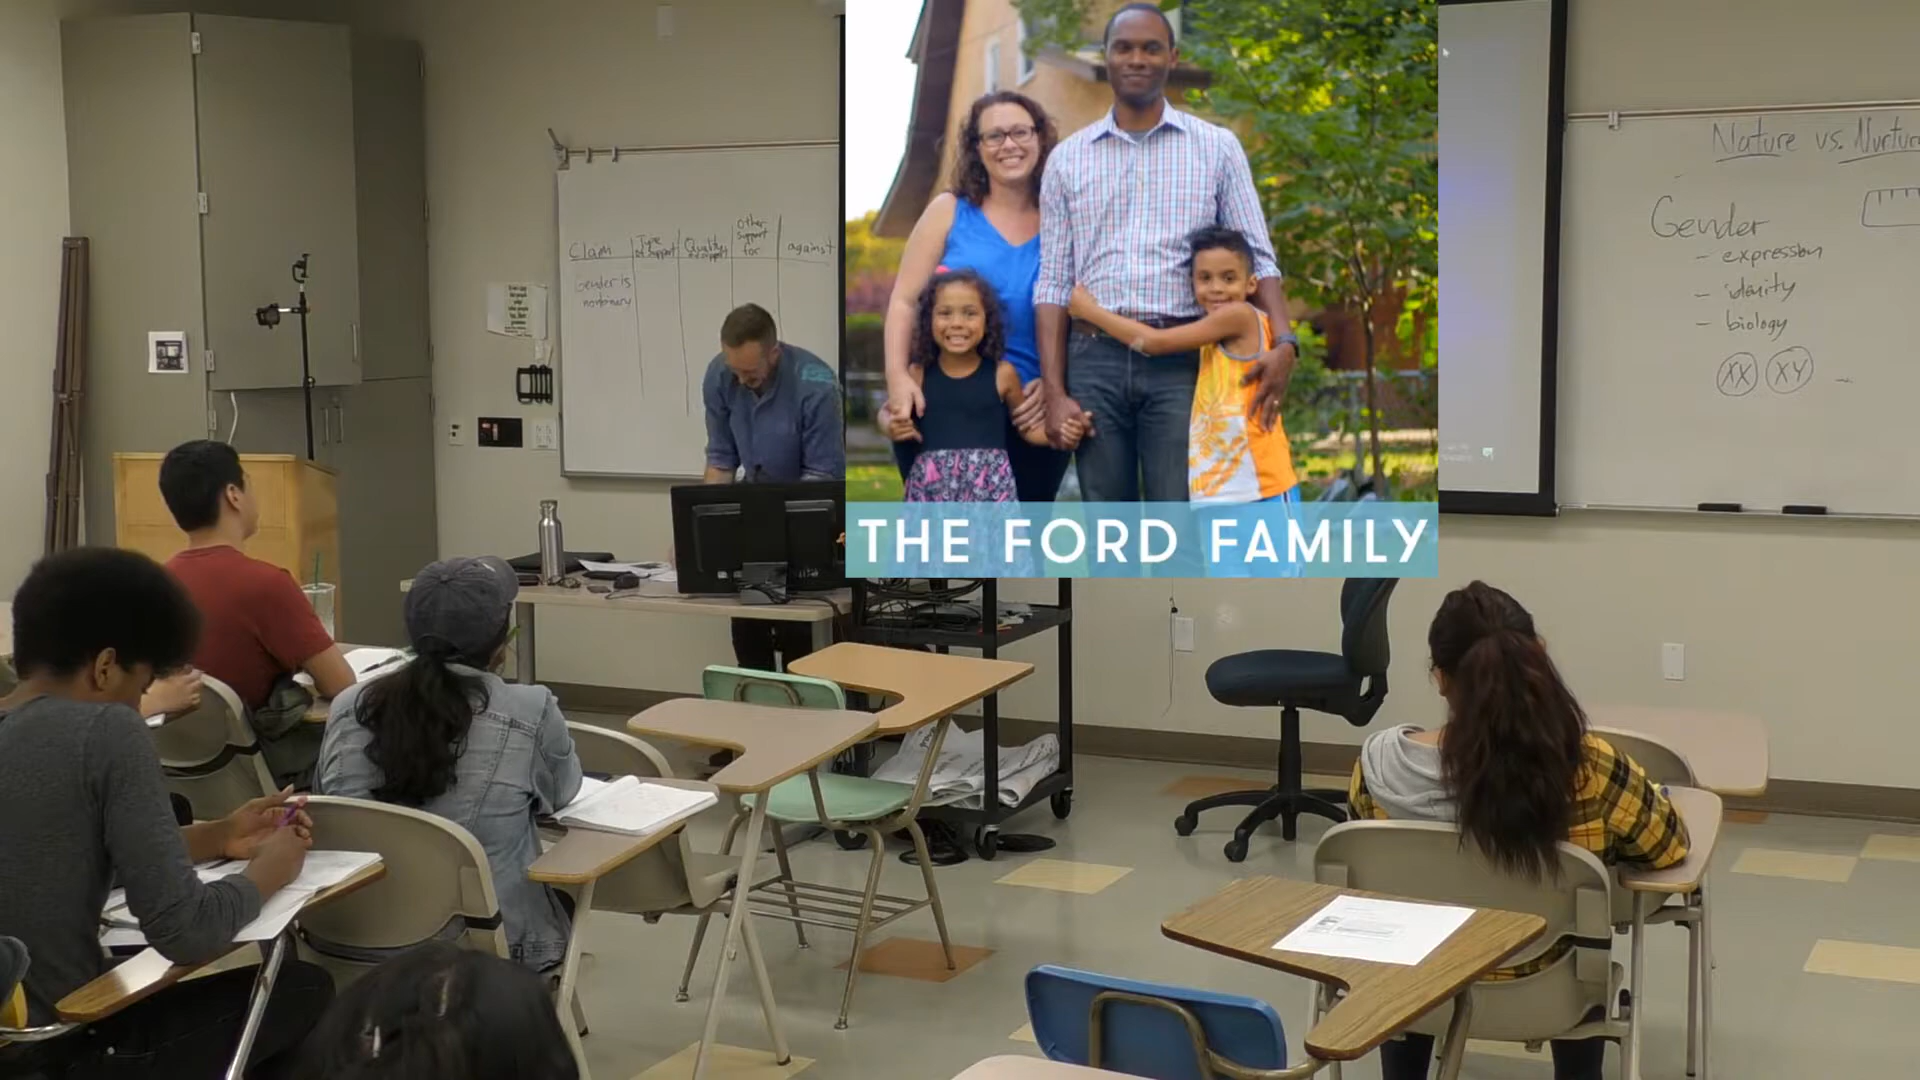 Claim
Type of support
Quality of support
Other support for
against
Gender is
nonbinary
THE FORD FAMILY
Nature vs. Nurture
Gender
- expression
- idenity
- biology
XX XY